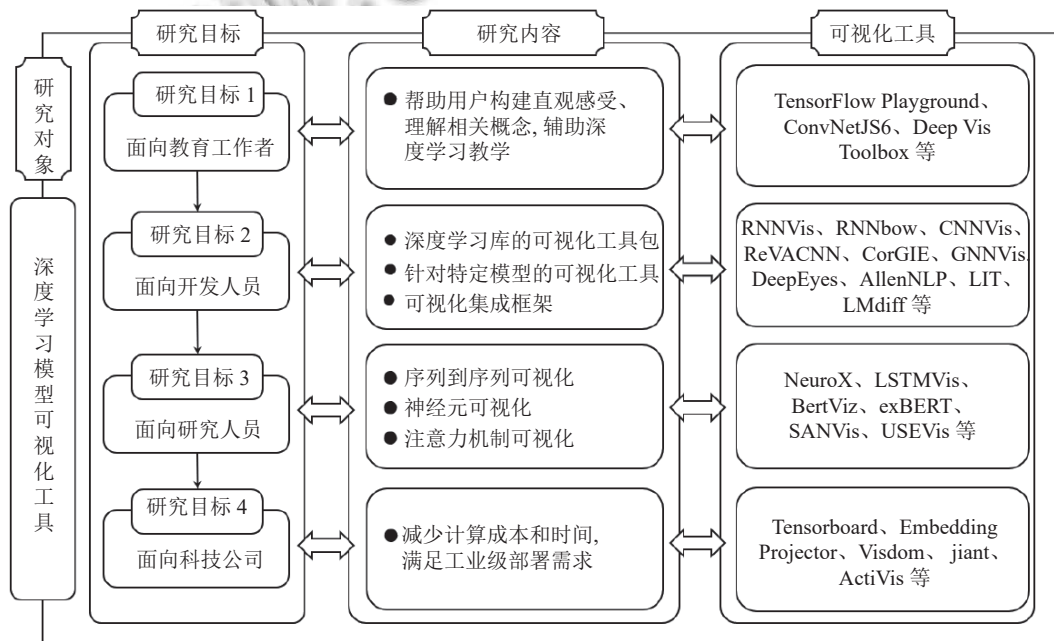 研究目标
研究内容
可视化工具
研究对象
深度学习模型可视化工具
研究目标 1
面向教育工作者
● 帮助用户构建直观感受、
理解相关概念, 辅助深
度学习教学
TensorFlow Playground、
ConvNetJS6、Deep Vis
Toolbox 等
研究目标 2
面向开发人员
● 深度学习库的可视化工具包
● 针对特定模型的可视化工具
● 可视化集成框架
RNNVis、RNNbow、CNNVis、
ReVACNN、CorGIE、GNNVis、
DeepEyes、AllenNLP、LIT、
LMdiff 等
研究目标 3
面向研究人员
● 序列到序列可视化
● 神经元可视化
● 注意力机制可视化
NeuroX、LSTMVis、
BertViz、exBERT、
SANVis、USEVis 等
研究目标 4
面向科技公司
●减少计算成本和时间,
满足工业级部署需求
Tensorboard、Embedding
Projector、Visdom、 jiant、
ActiVis 等